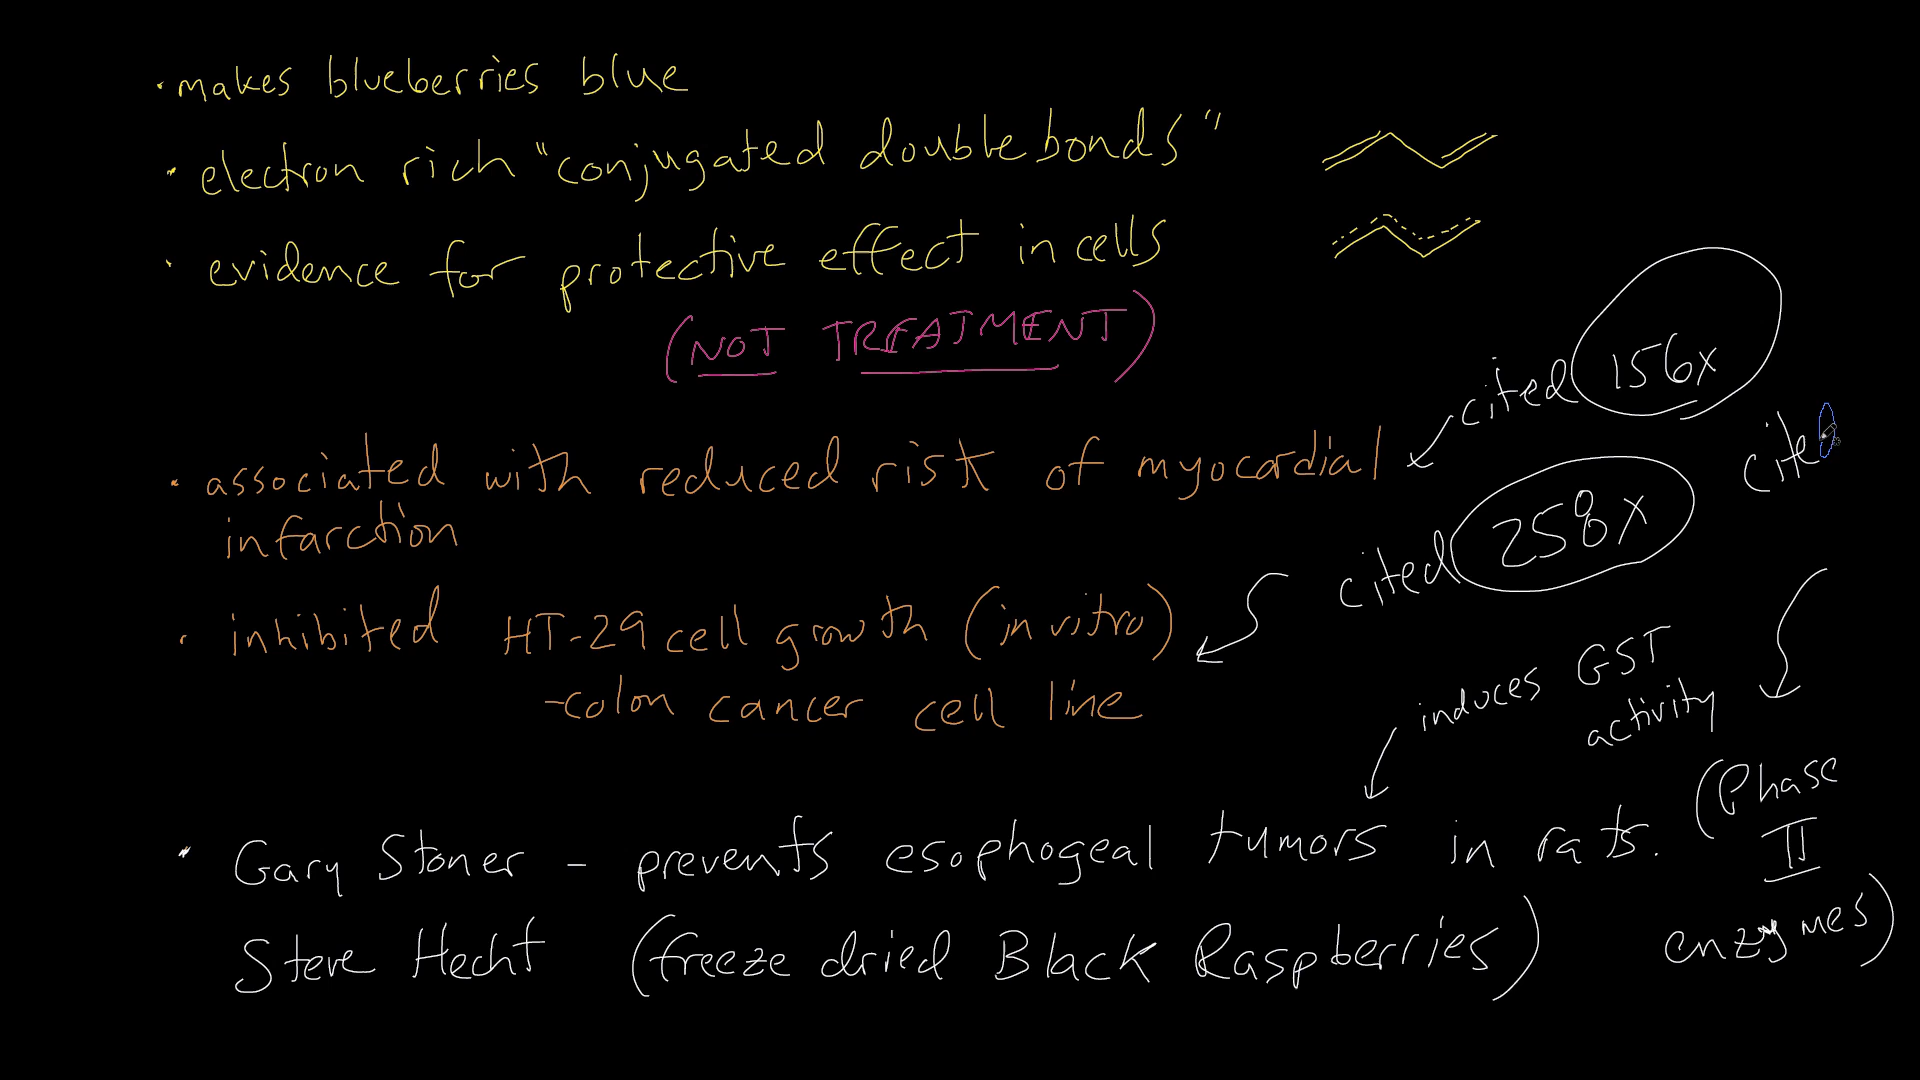 · makes blueberries blue
· electron rich "conjugated double bonds"
· evidence for protective effect in cells
(NOT TREATMENT)
cited 156x
· associated with reduced risk of myocardial
infarction
cited 258x
cite
· inhibited HT-29 cell growth (in vitro)
-colon cancer cell line
induces GST
activity
(Phase
II
enzymes)
· Gary Stoner - prevents esophogeal tumors in rats.
Steve Hecht (freeze dried Black Raspberries)